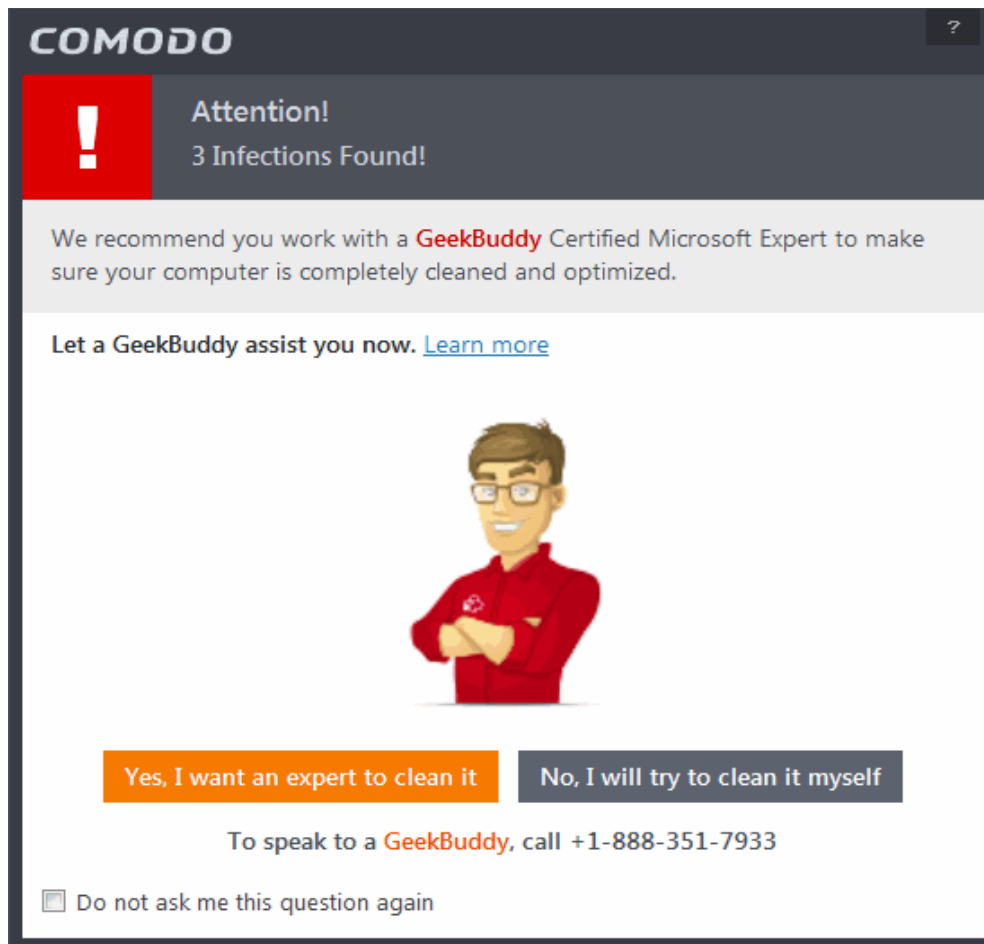 COMODO
?
!
Attention!
3 Infections Found!
We recommend you work with a GeekBuddy Certified Microsoft Expert to make
sure your computer is completely cleaned and optimized.
Let a GeekBuddy assist you now. Learn more
Yes, I want an expert to clean it
No, I will try to clean it myself
To speak to a GeekBuddy, call +1-888-351-7933
Do not ask me this question again